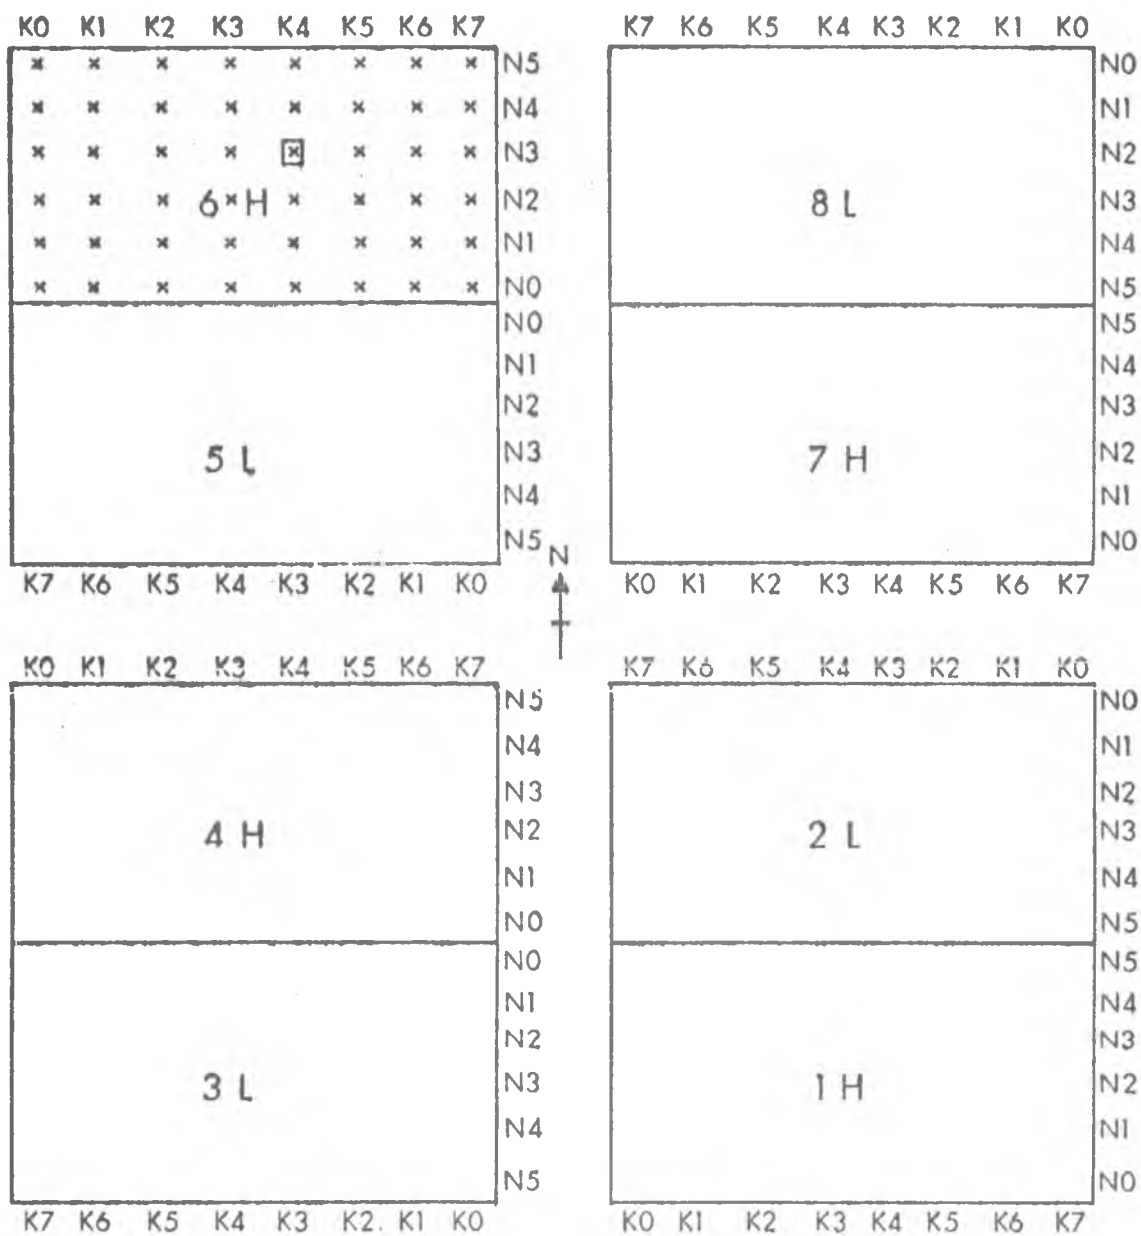 K0 K1 K2 K3 K4 K5 K6 K7 K7 K6 K5 K4 K3 K2 K1 K0
N5 N0
N4 N1
N3 N2
6 H N2 8 L N3
N1 N4
N0 N5
N0 N5
N1 N4
N2 N3
5 L N3 7 H N2
N4 N1
N5 N0
N
K7 K6 K5 K4 K3 K2 K1 K0 K0 K1 K2 K3 K4 K5 K6 K7
K0 K1 K2 K3 K4 K5 K6 K7 K7 K6 K5 K4 K3 K2 K1 K0
N5 N0
N4 N1
N3 N2
4 H N2 2 L N3
N1 N4
N0 N5
N0 N5
N1 N4
N2 N3
3 L N3 1 H N2
N4 N1
N5 N0
K7 K6 K5 K4 K3 K2 K1 K0 K0 K1 K2 K3 K4 K5 K6 K7